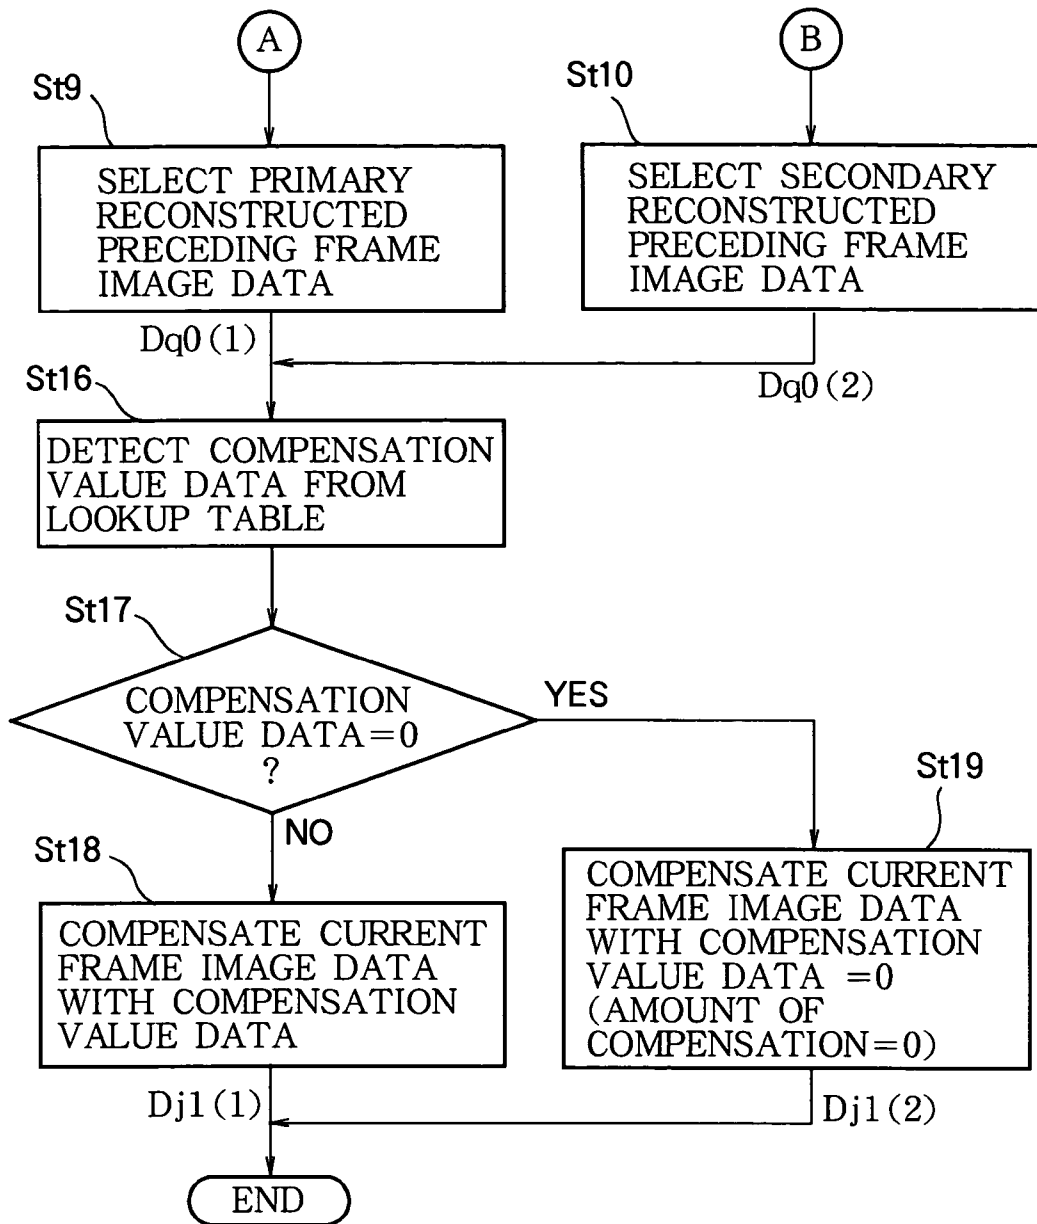 A
B
St9
St10
SELECT PRIMARY
RECONSTRUCTED
PRECEDING FRAME
IMAGE DATA
SELECT SECONDARY
RECONSTRUCTED
PRECEDING FRAME
IMAGE DATA
Dq0(1)
Dq0(2)
St16
DETECT COMPENSATION
VALUE DATA FROM
LOOKUP TABLE
St17
COMPENSATION
VALUE DATA=0
?
YES
NO
St18
COMPENSATE CURRENT
FRAME IMAGE DATA
WITH COMPENSATION
VALUE DATA
St19
COMPENSATE CURRENT
FRAME IMAGE DATA
WITH COMPENSATION
VALUE DATA =0
(AMOUNT OF
COMPENSATION=0)
Dj1(1)
Dj1(2)
END